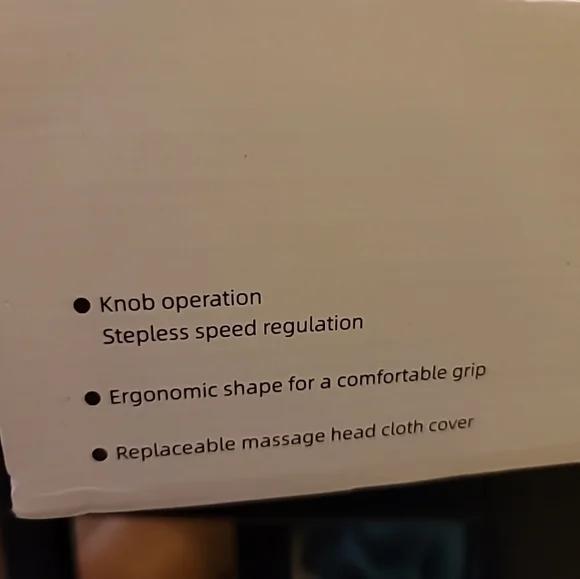 ● Knob operation
Stepless speed regulation
● Ergonomic shape for a comfortable grip
● Replaceable massage head cloth cover